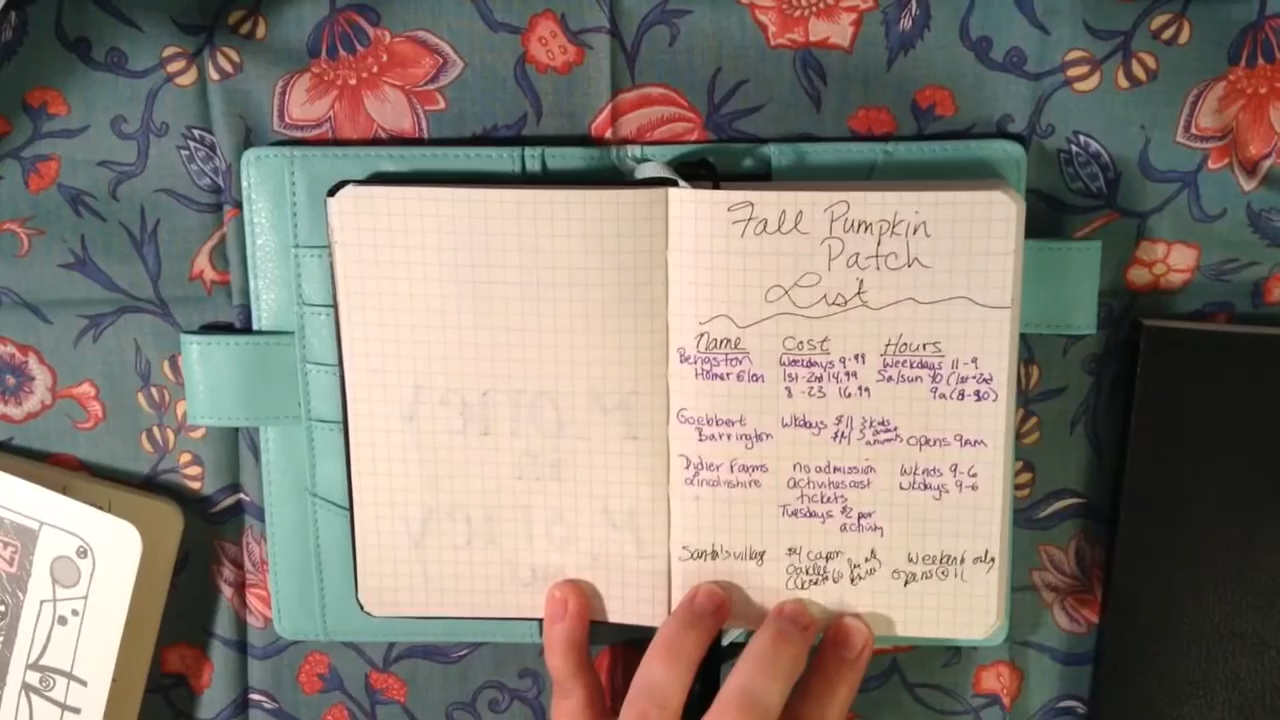 Fall Pumpkin
Patch
List
Name Cost Hours
Bengston Weekdays 9.99 Weekdays 11-9
Homer Glen 1st-2nd 14.99 Sa/sun 10 (1st+2nd
8-23 16.99 9a (8-30)
Goebbert Wkdays $11 3 kids
Barrington opens 9AM
Didier Farms no admission Wknds 9-6
Lincolnshire activities cost Wkdays 9-6
tickets
Tuesdays $2 per
activity
Santa's village $4 capon weekend only
opens @ 11